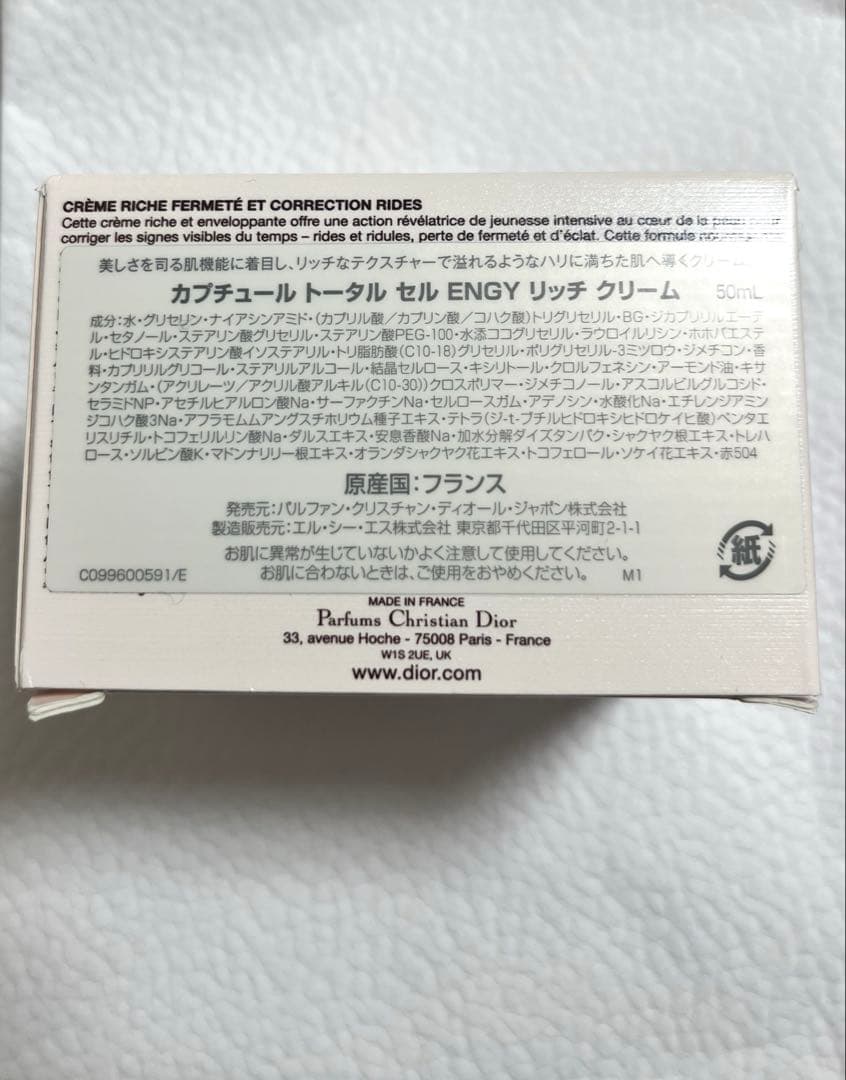 CRÈME RICHE FERMETÉ ET CORRECTION RIDES
Cette crème riche et enveloppante offre une action révélatrice de jeunesse intensive au cœur de la peau pour
corriger les signes visibles du temps – rides et ridules, perte de fermeté et d'éclat. Cette formule
美しさを司る肌機能に着目し、リッチなテクスチャーで溢れるようなハリに満ちた肌へ導くクリーム。
カプチュール トータル セル ENGY リッチ クリーム 50mL
成分:水・グリセリン・ナイアシンアミド・(カプリル酸/カプリン酸/コハク酸)トリグリセリル・BG・ジカプリリルエーテ
ル・セタノール・ステアリン酸グリセリル・ステアリン酸PEG-100・水添ココグリセリル・ラウロイルリシン・ホホバエステ
ル・ヒドロキシステアリン酸イソステアリル・トリ脂肪酸(C10-18)グリセリル・ポリグリセリル-3ミツロウ・ジメチコン・香
料・カプリリルグリコール・ステアリルアルコール・結晶セルロース・キシリトール・クロルフェネシン・アーモンド油・キサ
ンタンガム・(アクリレーツ/アクリル酸アルキル(C10-30))クロスポリマー・ジメチコノール・アスコルビルグルコシド・
セラミドNP・アセチルヒアルロン酸Na・サーファクチンNa・セルロースガム・アデノシン・水酸化Na・エチレンジアミン
ジコハク酸3Na・アフラモムムアングスチホリウム種子エキス・テトラ(ジ-t-ブチルヒドロキシヒドロケイヒ酸)ペンタエ
リスリチル・トコフェリルリン酸Na・ダルスエキス・安息香酸Na・加水分解ダイズタンパク・シャクヤク根エキス・トレハ
ロース・ソルビン酸K・マドンナリリー根エキス・オランダシャクヤク花エキス・トコフェロール・ソケイ花エキス・赤504
原産国:フランス
発売元:パルファン・クリスチャン・ディオール・ジャポン株式会社
製造販売元:エル・シー・エス株式会社 東京都千代田区平河町2-1-1
お肌に異常が生じていないかよく注意して使用してください。
C099600591/E お肌に合わないときは、ご使用をおやめください。 M1
紙
MADE IN FRANCE
Parfums Christian Dior
33, avenue Hoche - 75008 Paris - France
W1S 2UE, UK
www.dior.com